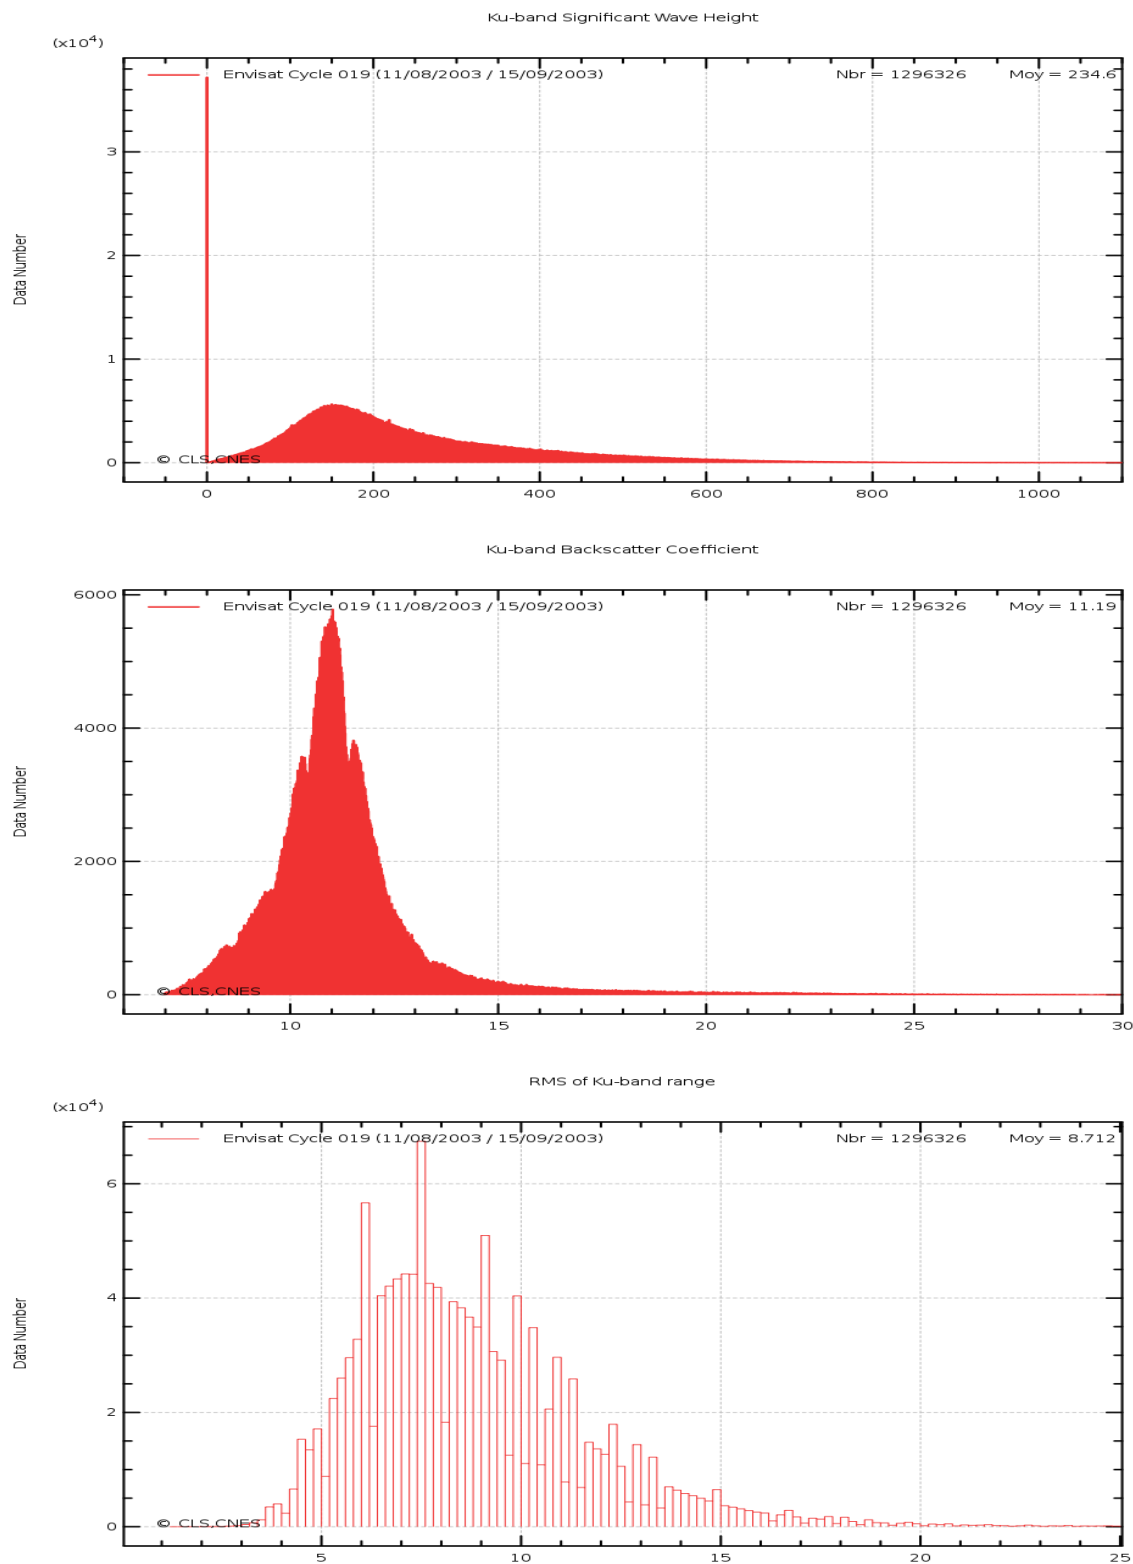 Ku-band Significant Wave Height
(x10⁴)
Envisat Cycle 019 (11/08/2003 / 15/09/2003) Nbr = 1296326 Moy = 234.6
3
2
1
0
Data Number
© CLS,CNES
0 200 400 600 800 1000
Ku-band Backscatter Coefficient
6000
Envisat Cycle 019 (11/08/2003 / 15/09/2003) Nbr = 1296326 Moy = 11.19
4000
2000
0
Data Number
© CLS,CNES
10 15 20 25 30
RMS of Ku-band range
(x10⁴)
Envisat Cycle 019 (11/08/2003 / 15/09/2003) Nbr = 1296326 Moy = 8.712
6
4
2
0
Data Number
© CLS,CNES
5 10 15 20 25